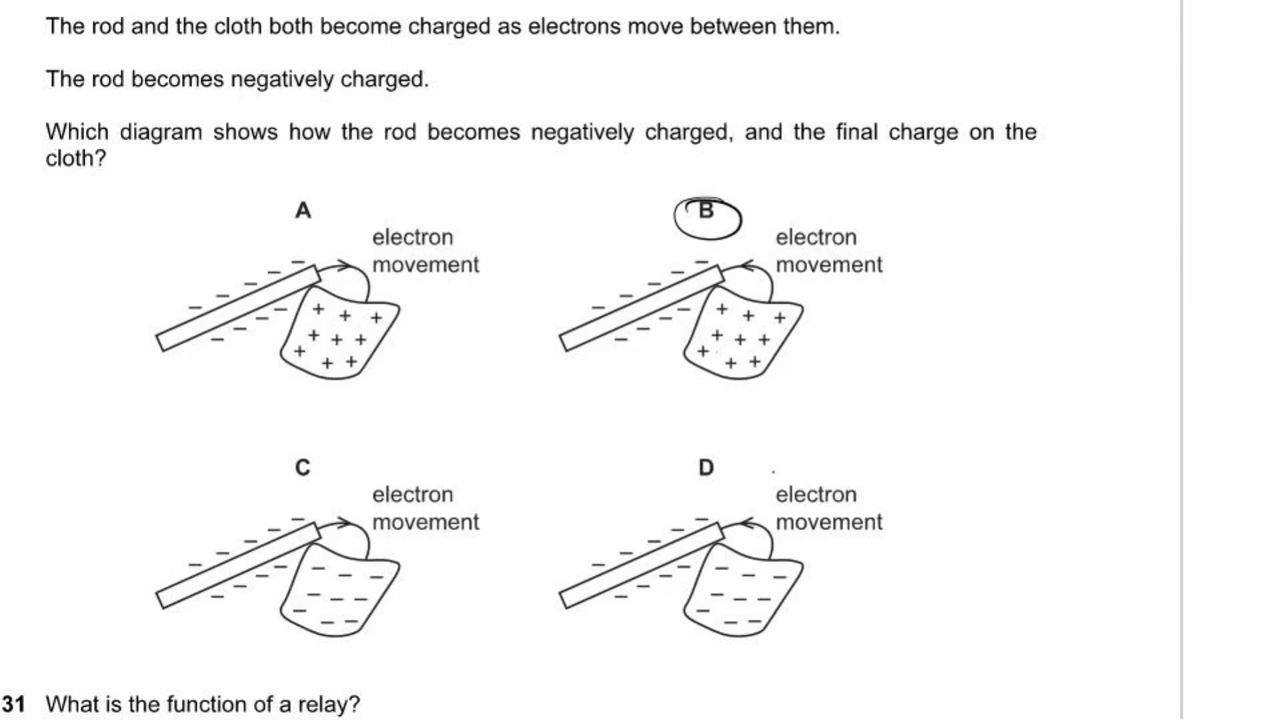 The rod and the cloth both become charged as electrons move between them.
The rod becomes negatively charged.
Which diagram shows how the rod becomes negatively charged, and the final charge on the
cloth?
A
B
electron
movement
electron
movement
C
D
electron
movement
electron
movement
31 What is the function of a relay?